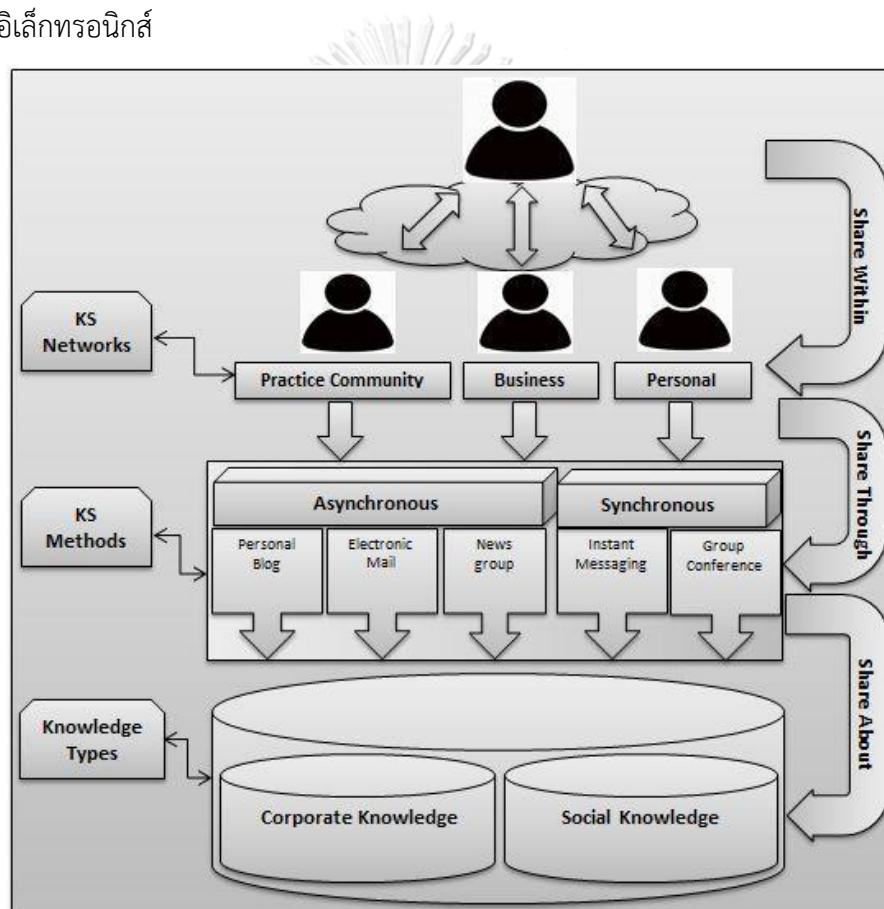 อิเล็กทรอนิกส์
Share Within
KS
Networks
Practice Community
Business
Personal
Share Through
KS
Methods
Asynchronous
Synchronous
Personal
Blog
Electronic
Mail
News
group
Instant
Messaging
Group
Conference
Share About
Knowledge
Types
Corporate Knowledge
Social Knowledge